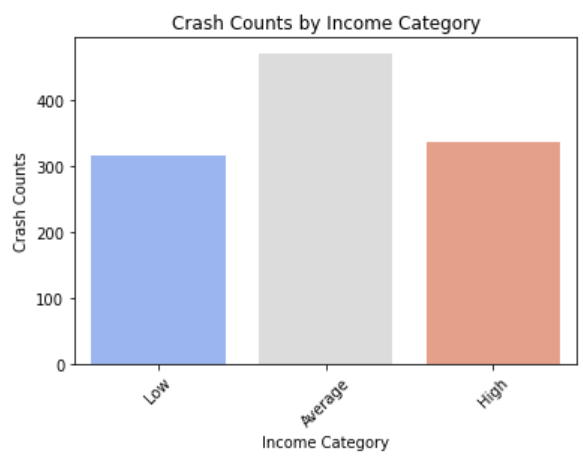 Crash Counts by Income Category
Crash Counts
400
300
200
100
0
Low
Average
High
Income Category